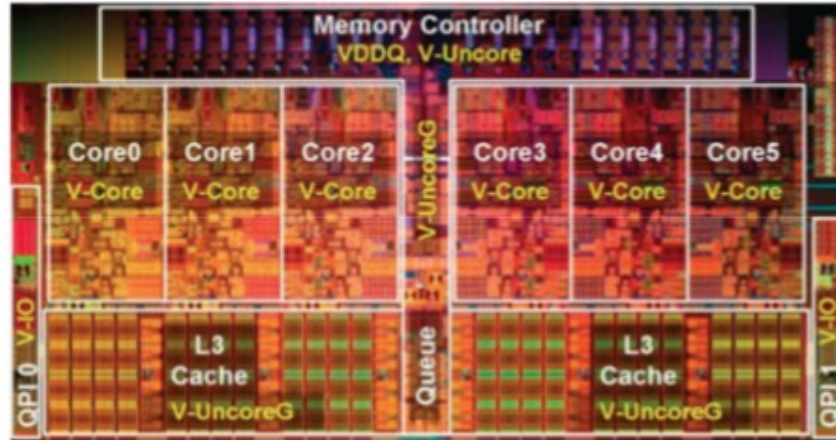 Memory Controller
VDDQ, V-Uncore
Core0
V-Core
Core1
V-Core
Core2
V-Core
V-UncoreG
Core3
V-Core
Core4
V-Core
Core5
V-Core
QPI 0
V-IO
L3
Cache
V-UncoreG
Queue
L3
Cache
V-UncoreG
QPI 1
V-IO